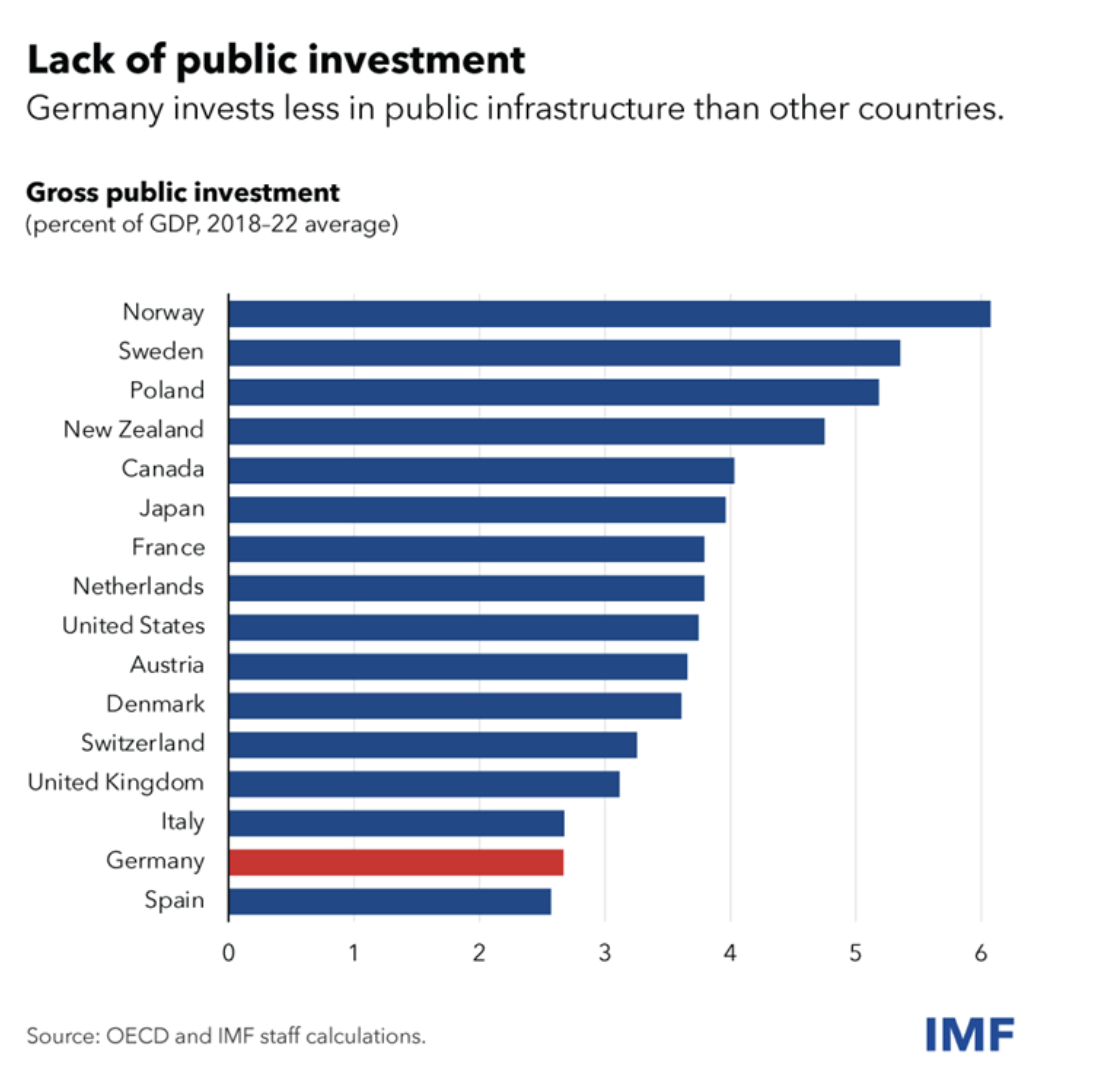 Lack of public investment
Germany invests less in public infrastructure than other countries.
Gross public investment
(percent of GDP, 2018–22 average)
Norway
Sweden
Poland
New Zealand
Canada
Japan
France
Netherlands
United States
Austria
Denmark
Switzerland
United Kingdom
Italy
Germany
Spain
0 1 2 3 4 5 6
Source: OECD and IMF staff calculations.
IMF